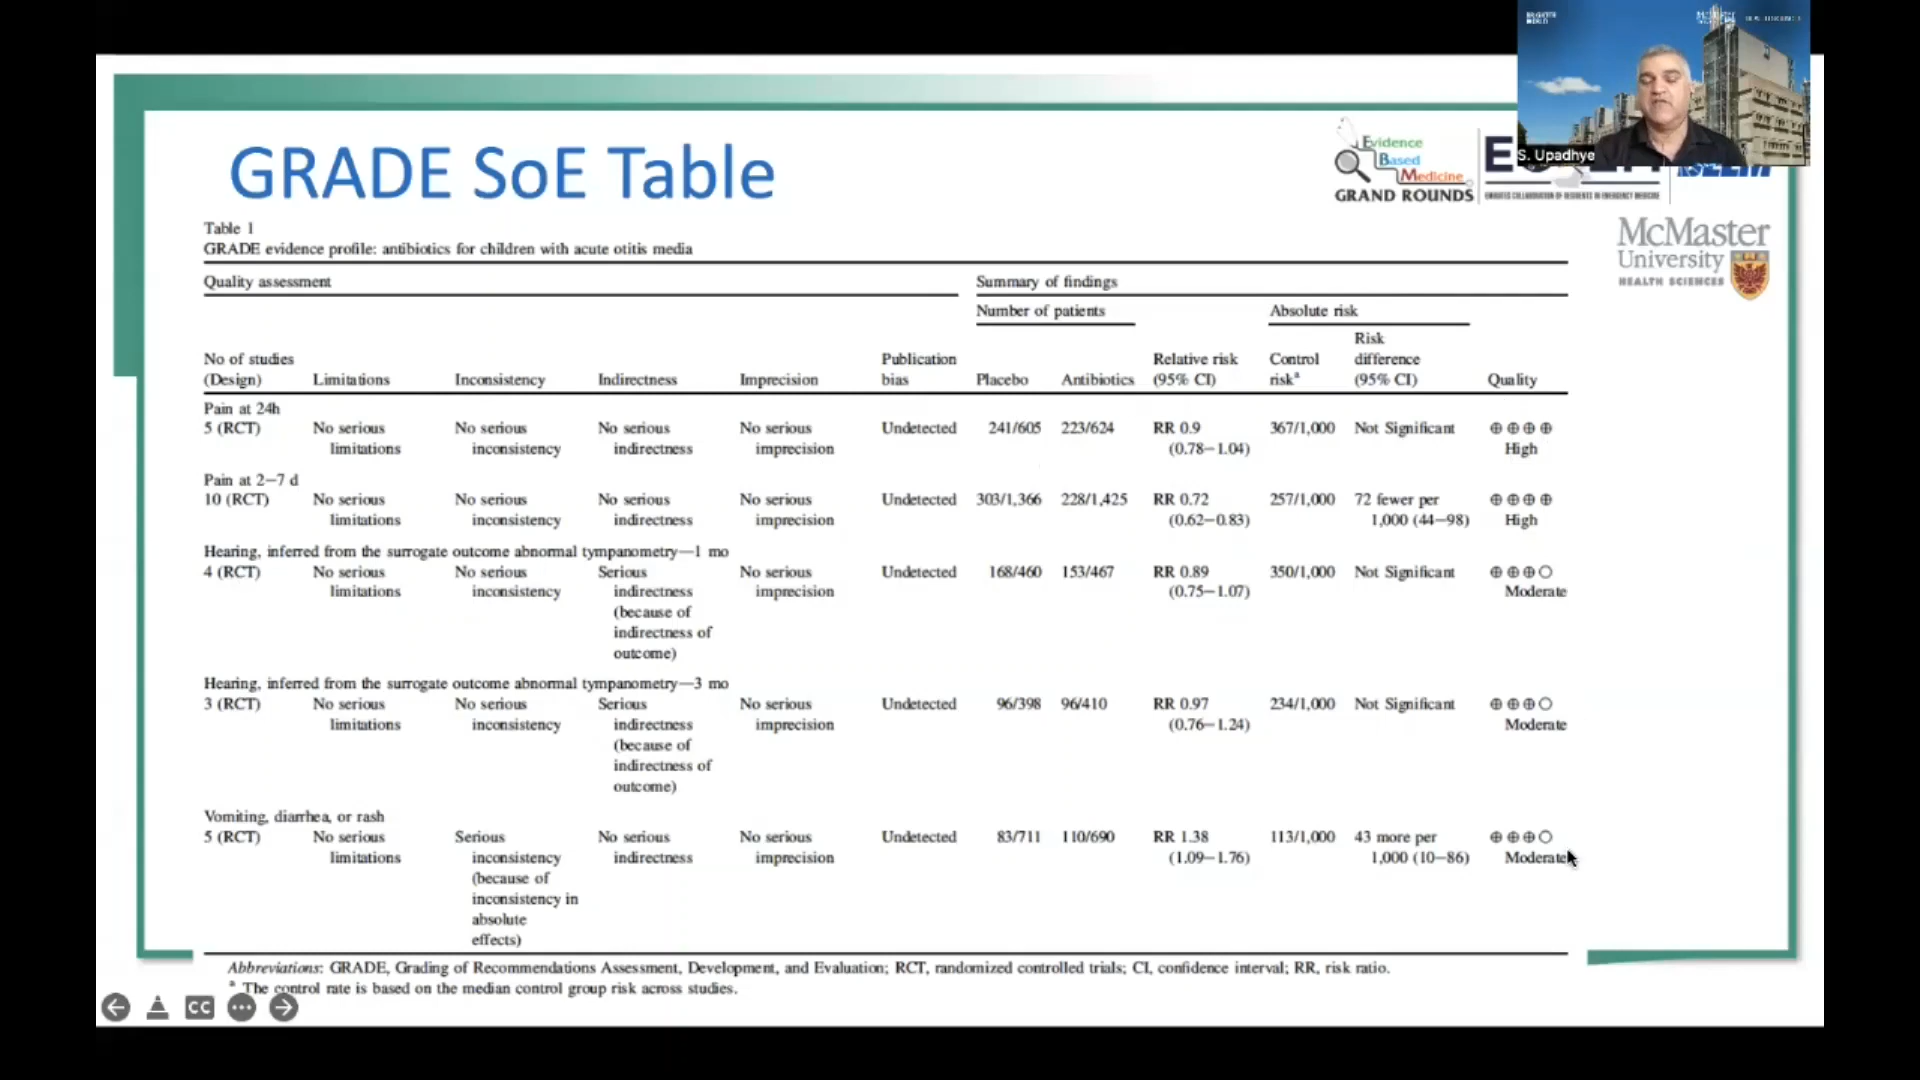 GRADE SoE Table
Evidence
Based
Medicine
GRAND ROUNDS
S. Upadhye
McMaster
University
HEALTH SCIENCES
Table 1
GRADE evidence profile: antibiotics for children with acute otitis media
Quality assessment Summary of findings
Number of patients Absolute risk
Risk
No of studies Publication Relative risk Control difference
(Design) Limitations Inconsistency Indirectness Imprecision bias Placebo Antibiotics (95% CI) riskᵃ (95% CI) Quality
Pain at 24h
5 (RCT) No serious No serious No serious No serious Undetected 241/605 223/624 RR 0.9 367/1,000 Not Significant ⊕⊕⊕⊕
limitations inconsistency indirectness imprecision (0.78–1.04) High
Pain at 2–7 d
10 (RCT) No serious No serious No serious No serious Undetected 303/1,366 228/1,425 RR 0.72 257/1,000 72 fewer per ⊕⊕⊕⊕
limitations inconsistency indirectness imprecision (0.62–0.83) 1,000 (44–98) High
Hearing, inferred from the surrogate outcome abnormal tympanometry—1 mo
4 (RCT) No serious No serious Serious No serious Undetected 168/460 153/467 RR 0.89 350/1,000 Not Significant ⊕⊕⊕○
limitations inconsistency indirectness imprecision (0.75–1.07) Moderate
(because of
indirectness of
outcome)
Hearing, inferred from the surrogate outcome abnormal tympanometry—3 mo
3 (RCT) No serious No serious Serious No serious Undetected 96/398 96/410 RR 0.97 234/1,000 Not Significant ⊕⊕⊕○
limitations inconsistency indirectness imprecision (0.76–1.24) Moderate
(because of
indirectness of
outcome)
Vomiting, diarrhea, or rash
5 (RCT) No serious Serious No serious No serious Undetected 83/711 110/690 RR 1.38 113/1,000 43 more per ⊕⊕⊕○
limitations inconsistency indirectness imprecision (1.09–1.76) 1,000 (10–86) Moderate
(because of
inconsistency in
absolute
effects)
Abbreviations: GRADE, Grading of Recommendations Assessment, Development, and Evaluation; RCT, randomized controlled trials; CI, confidence interval; RR, risk ratio.
ᵃ The control rate is based on the median control group risk across studies.
CC